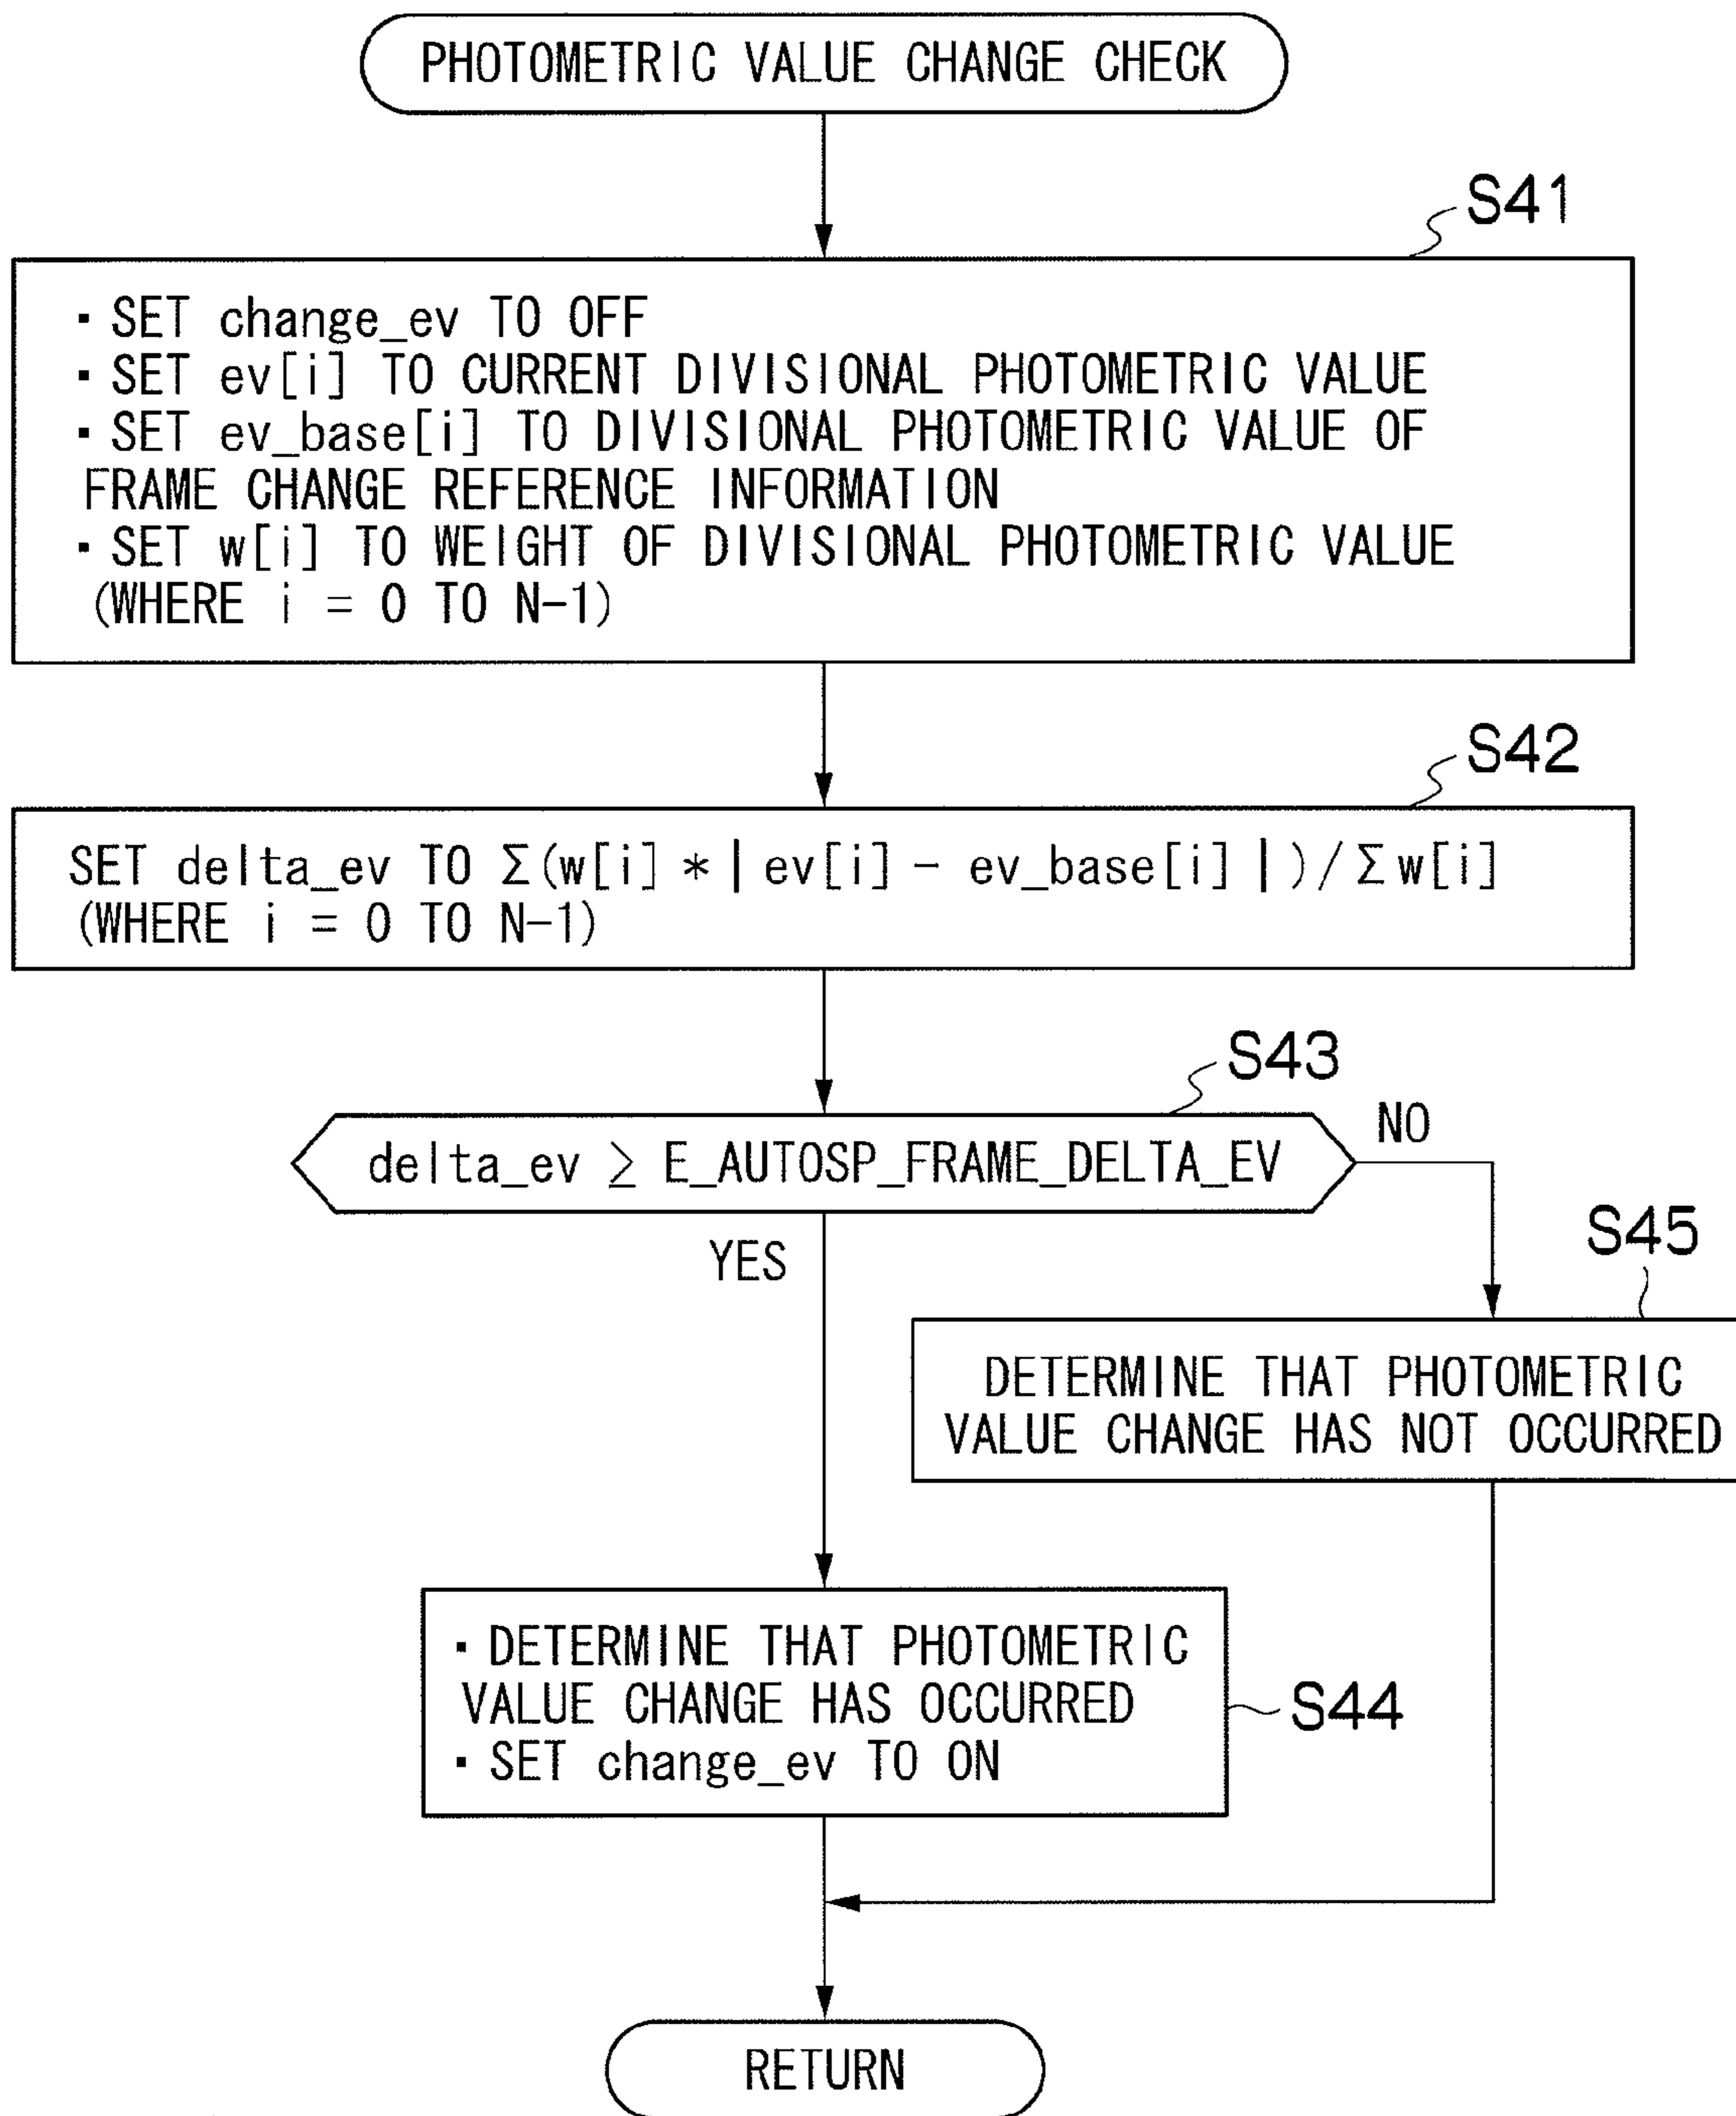 PHOTOMETRIC VALUE CHANGE CHECK
S41
・SET change_ev TO OFF
・SET ev[i] TO CURRENT DIVISIONAL PHOTOMETRIC VALUE
・SET ev_base[i] TO DIVISIONAL PHOTOMETRIC VALUE OF
FRAME CHANGE REFERENCE INFORMATION
・SET w[i] TO WEIGHT OF DIVISIONAL PHOTOMETRIC VALUE
(WHERE i = 0 TO N-1)
S42
SET delta_ev TO Σ(w[i] * | ev[i] - ev_base[i] | ) / Σ w[i]
(WHERE i = 0 TO N-1)
S43
delta_ev ≥ E_AUTOSP_FRAME_DELTA_EV
NO
YES
S45
DETERMINE THAT PHOTOMETRIC
VALUE CHANGE HAS NOT OCCURRED
・DETERMINE THAT PHOTOMETRIC
VALUE CHANGE HAS OCCURRED
・SET change_ev TO ON
S44
RETURN